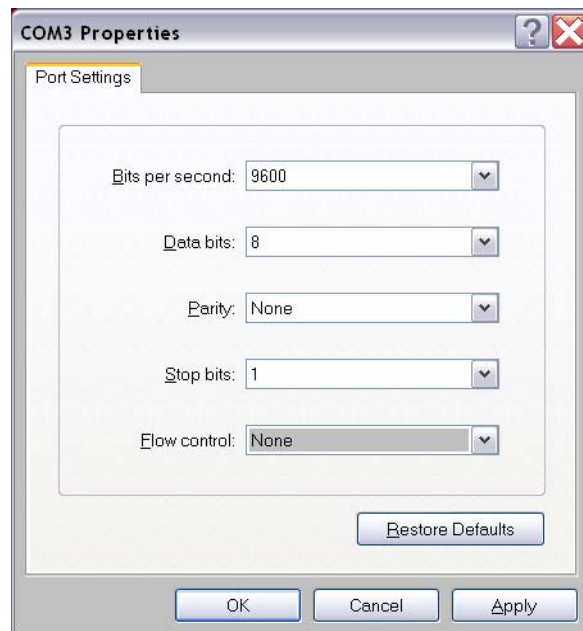 COM3 Properties
?
Port Settings
Bits per second: 9600
Data bits: 8
Parity: None
Stop bits: 1
Flow control: None
Restore Defaults
OK Cancel Apply